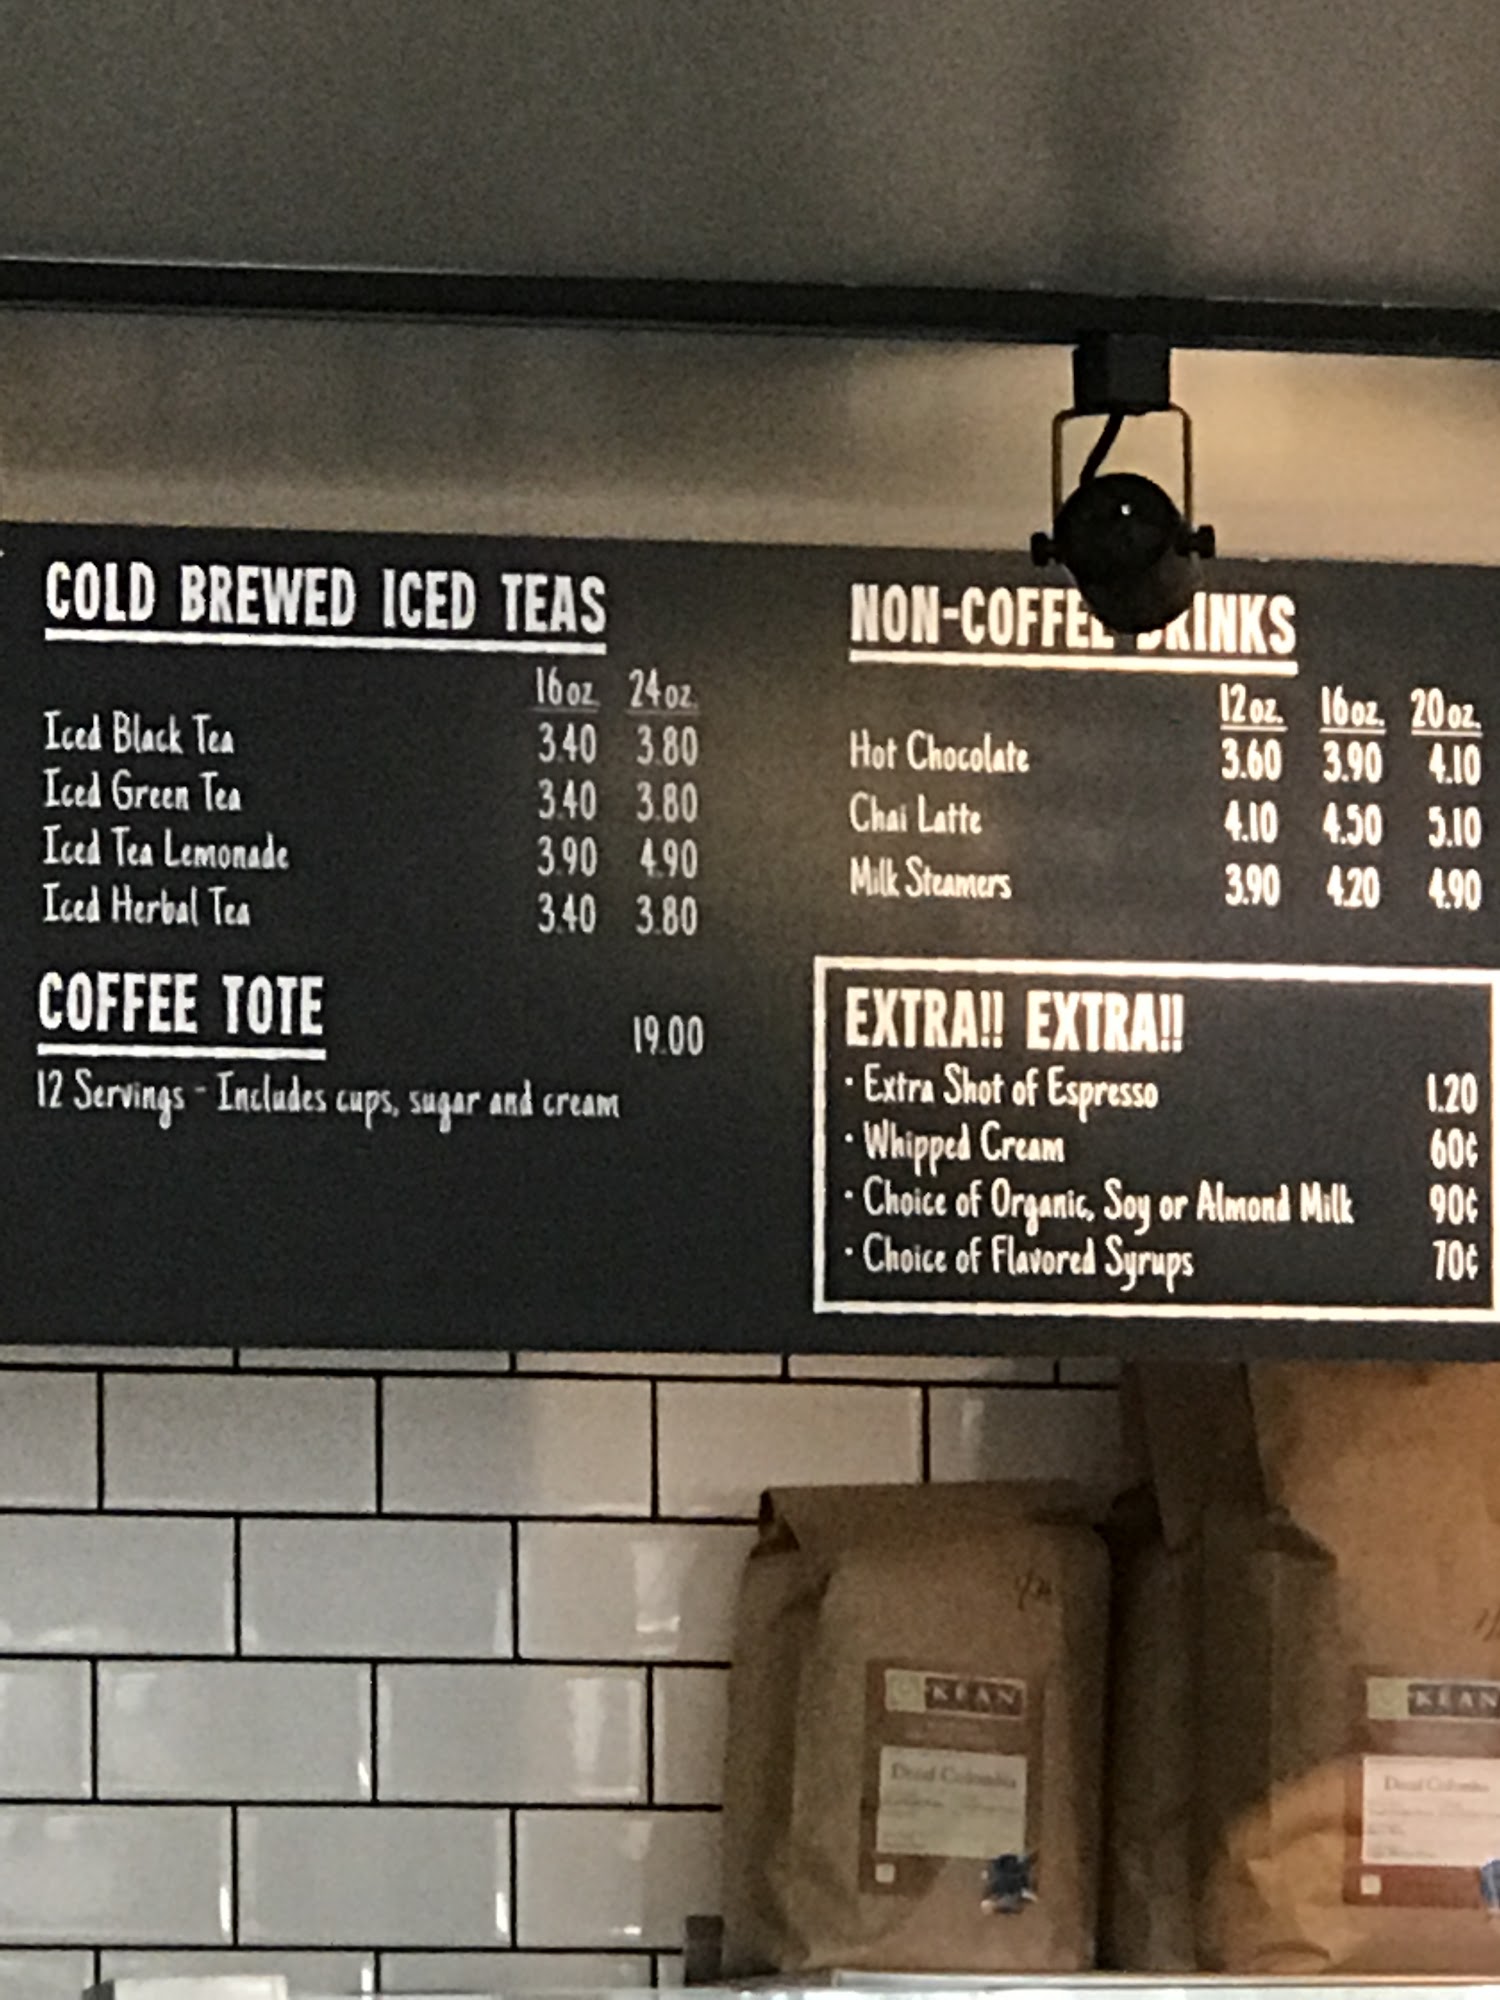 COLD BREWED ICED TEAS
16oz. 24oz.
Iced Black Tea 3.40 3.80
Iced Green Tea 3.40 3.80
Iced Tea Lemonade 3.90 4.90
Iced Herbal Tea 3.40 3.80
COFFEE TOTE 19.00
12 Servings - Includes cups, sugar and cream
NON-COFFEE DRINKS
12oz. 16oz. 20oz.
Hot Chocolate 3.60 3.90 4.10
Chai Latte 4.10 4.50 5.10
Milk Steamers 3.90 4.20 4.90
EXTRA!! EXTRA!!
· Extra Shot of Espresso 1.20
· Whipped Cream 60¢
· Choice of Organic, Soy or Almond Milk 90¢
· Choice of Flavored Syrups 70¢
KEAN
Decaf Colombia
KEAN
Decaf Colombia